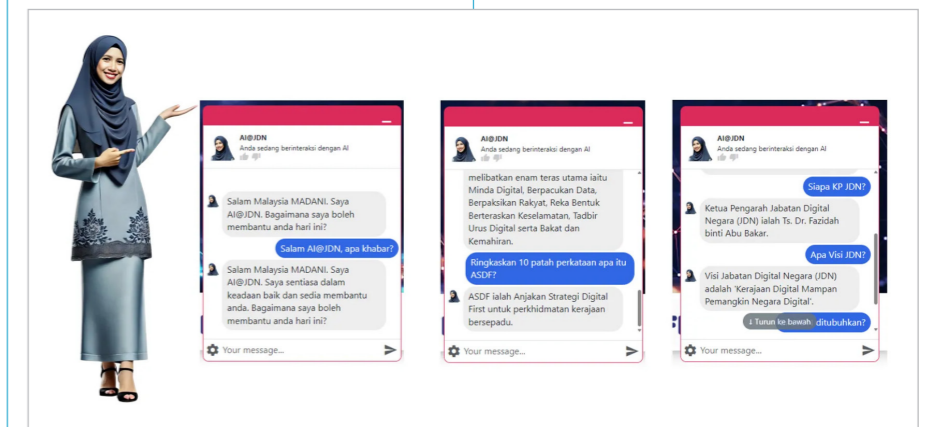 AI@JDN
Anda sedang berinteraksi dengan AI
Salam Malaysia MADANI. Saya
AI@JDN. Bagaimana saya boleh
membantu anda hari ini?
Salam AI@JDN, apa khabar?
Salam Malaysia MADANI. Saya
AI@JDN. Saya sentiasa dalam
keadaan baik dan sedia membantu
anda. Bagaimana saya boleh
membantu anda hari ini?
Your message...
AI@JDN
Anda sedang berinteraksi dengan AI
melibatkan enam teras utama iaitu
Minda Digital, Berpacukan Data,
Berpaksikan Rakyat, Reka Bentuk
Berteraskan Keselamatan, Tadbir
Urus Digital serta Bakat dan
Kemahiran.
Ringkaskan 10 patah perkataan apa itu
ASDF?
ASDF ialah Anjakan Strategi Digital
First untuk perkhidmatan kerajaan
bersepadu.
Your message...
AI@JDN
Anda sedang berinteraksi dengan AI
Siapa KP JDN?
Ketua Pengarah Jabatan Digital
Negara (JDN) ialah Ts. Dr. Fazidah
binti Abu Bakar.
Apa Visi JDN?
Visi Jabatan Digital Negara (JDN)
adalah 'Kerajaan Digital Mampan
Pemangkin Negara Digital'.
↓ Turun ke bawah ditubuhkan?
Your message...